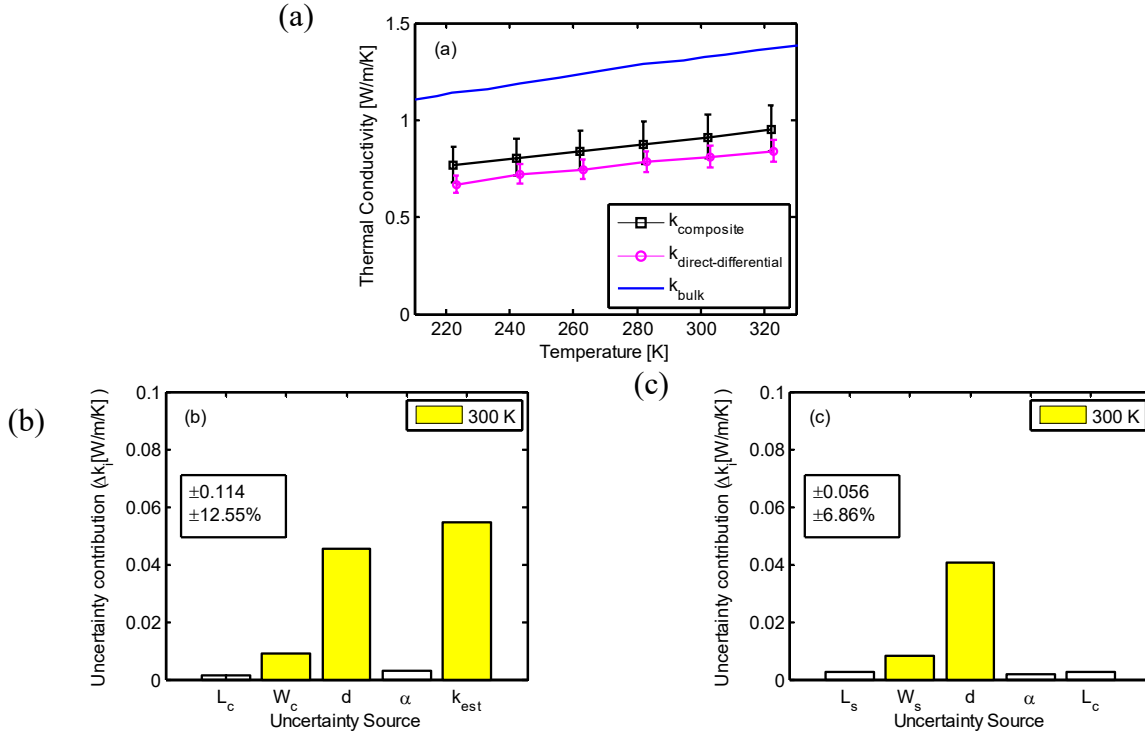 (a)
(a)
1.5
1
0.5
0
Thermal Conductivity [W/m/K]
220 240 260 280 300 320
Temperature [K]
k_composite
k_direct-differential
k_bulk
(b)
(b)
300 K
±0.114
±12.55%
0.1
0.08
0.06
0.04
0.02
0
Uncertainty contribution (Δk_i[W/m/K] )
L_c W_c d α k_est
Uncertainty Source
(c)
(c)
300 K
±0.056
±6.86%
0.1
0.08
0.06
0.04
0.02
0
Uncertainty contribution (Δk_i[W/m/K] )
L_s W_s d α L_c
Uncertainty Source